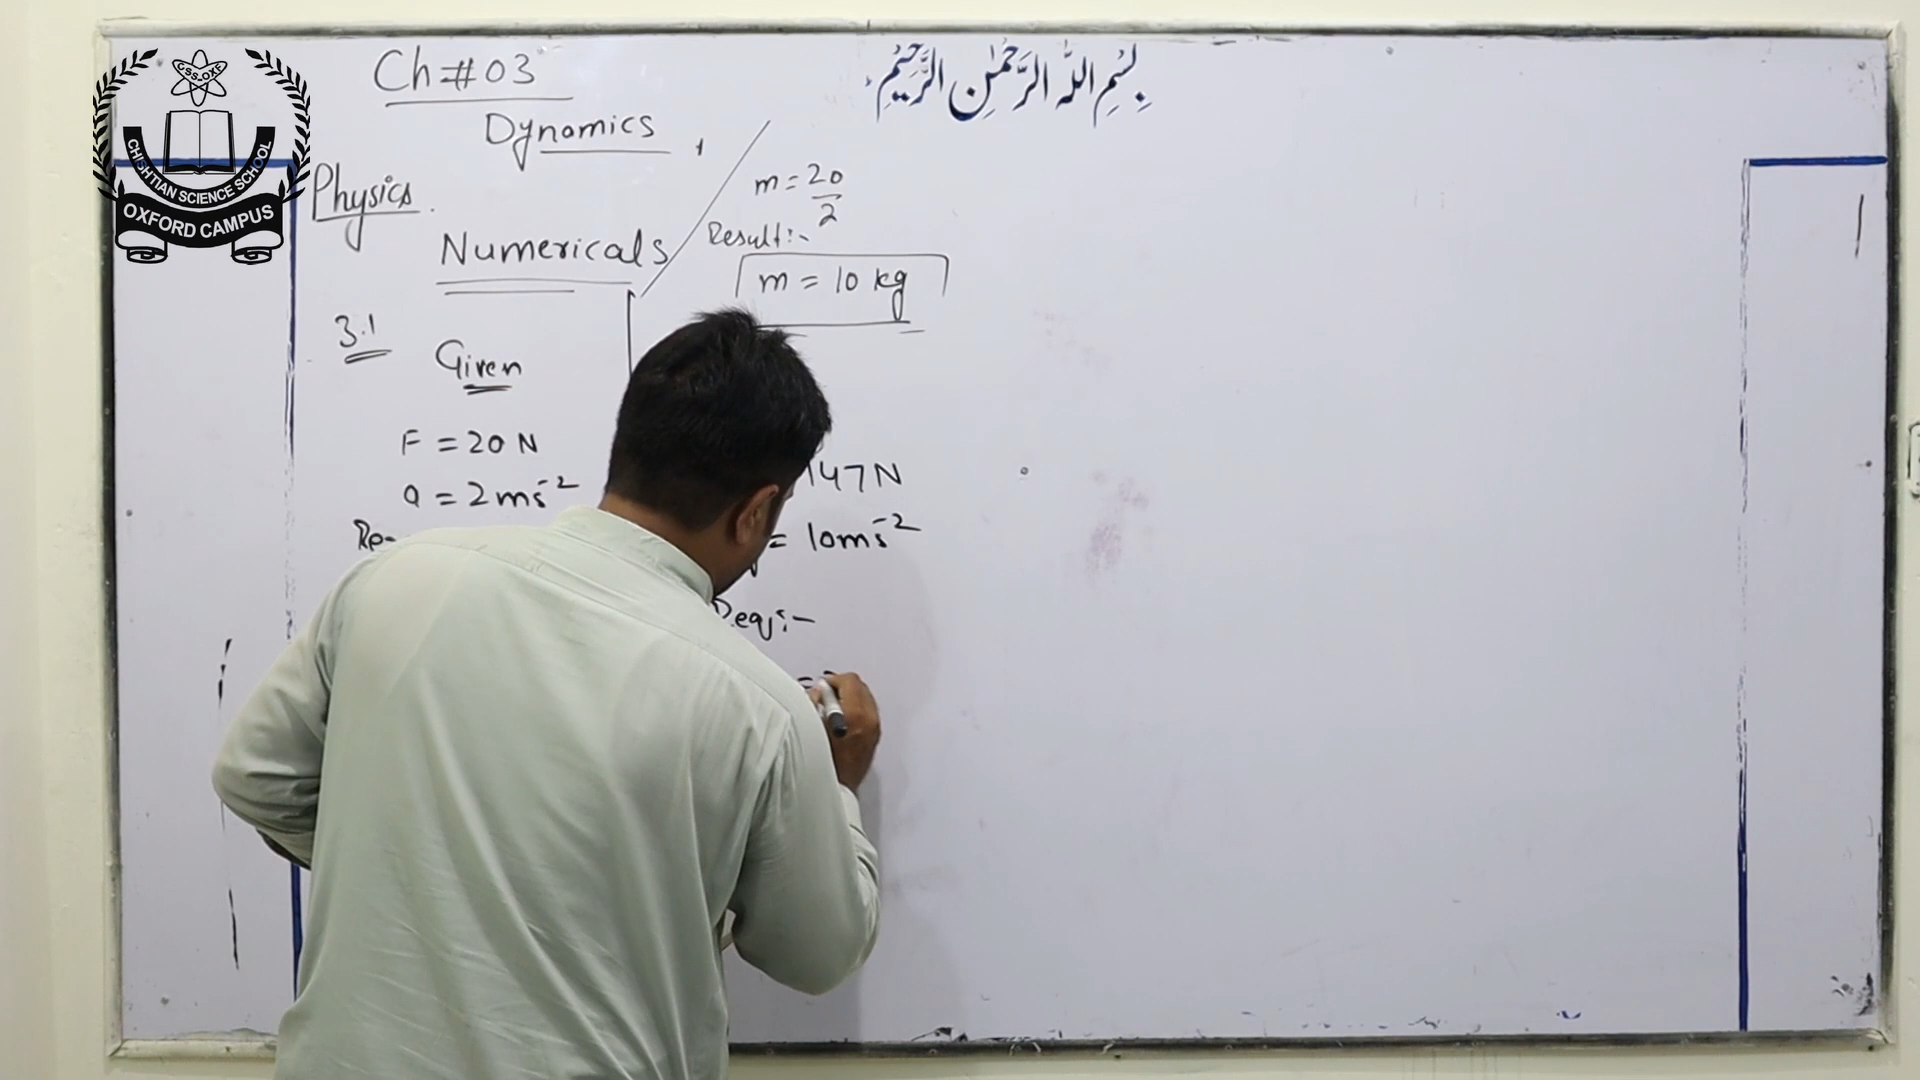 CSS-OXF
CHISHTIAN SCIENCE SCHOOL
OXFORD CAMPUS
Ch # 03
بِسْمِ اللّٰہِ الرَّحْمٰنِ الرَّحِیْمِ
Dynamics
Physics.
Numericals
m = 20/2
Result:-
m = 10 kg
3.1
Given
F = 20 N
a = 2ms⁻²
147N
= 10ms⁻²
Req:-